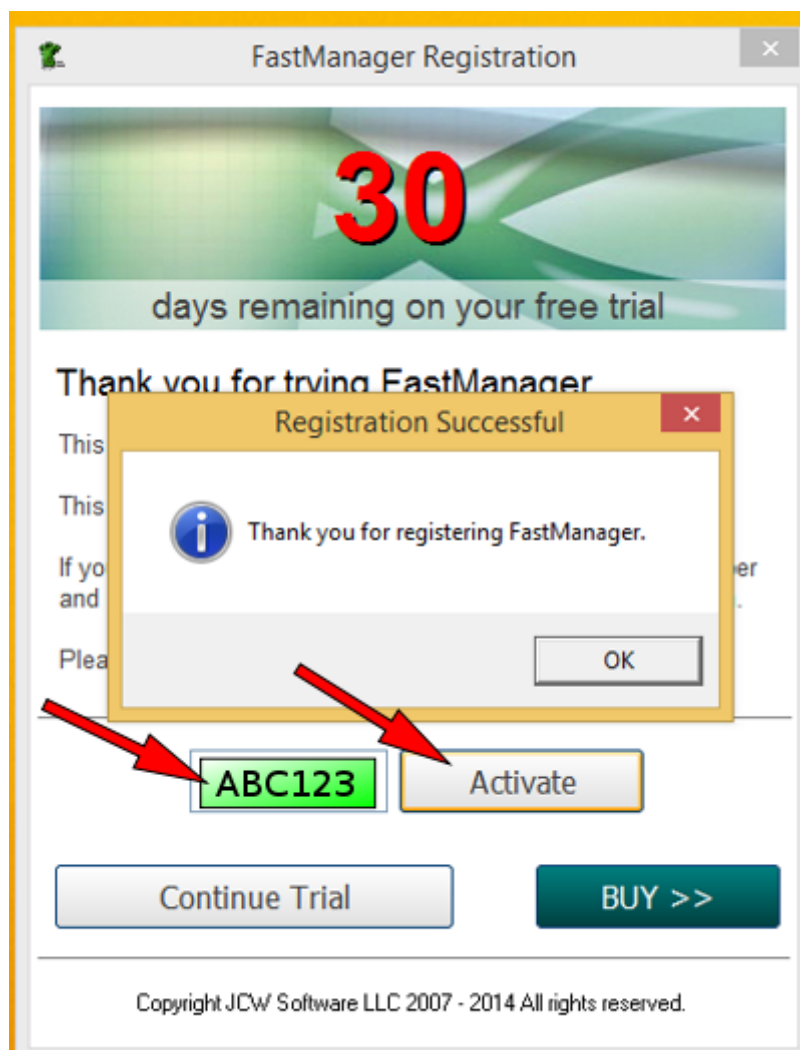 FastManager Registration
30
days remaining on your free trial
Thank you for trying FastManager
Registration Successful
This
Thank you for registering FastManager.
This
If yo
er
and
Plea
OK
ABC123
Activate
Continue Trial
BUY >>
Copyright JCW Software LLC 2007 - 2014 All rights reserved.